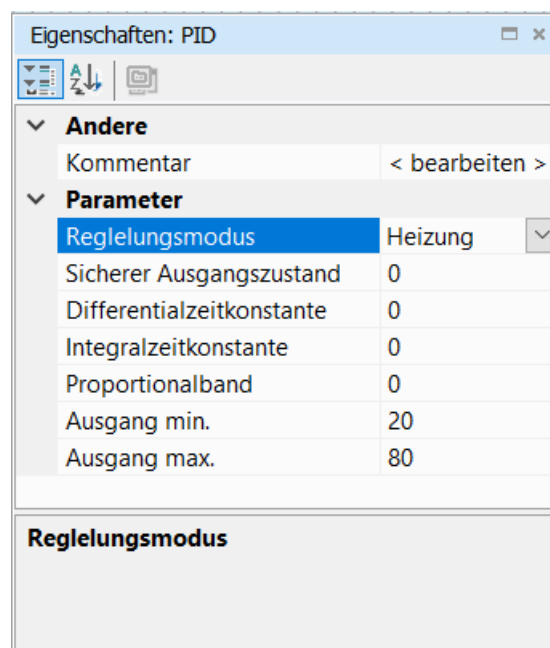 Eigenschaften: PID
Andere
Kommentar < bearbeiten >
Parameter
Reglelungsmodus Heizung
Sicherer Ausgangszustand 0
Differentialzeitkonstante 0
Integralzeitkonstante 0
Proportionalband 0
Ausgang min. 20
Ausgang max. 80
Reglelungsmodus